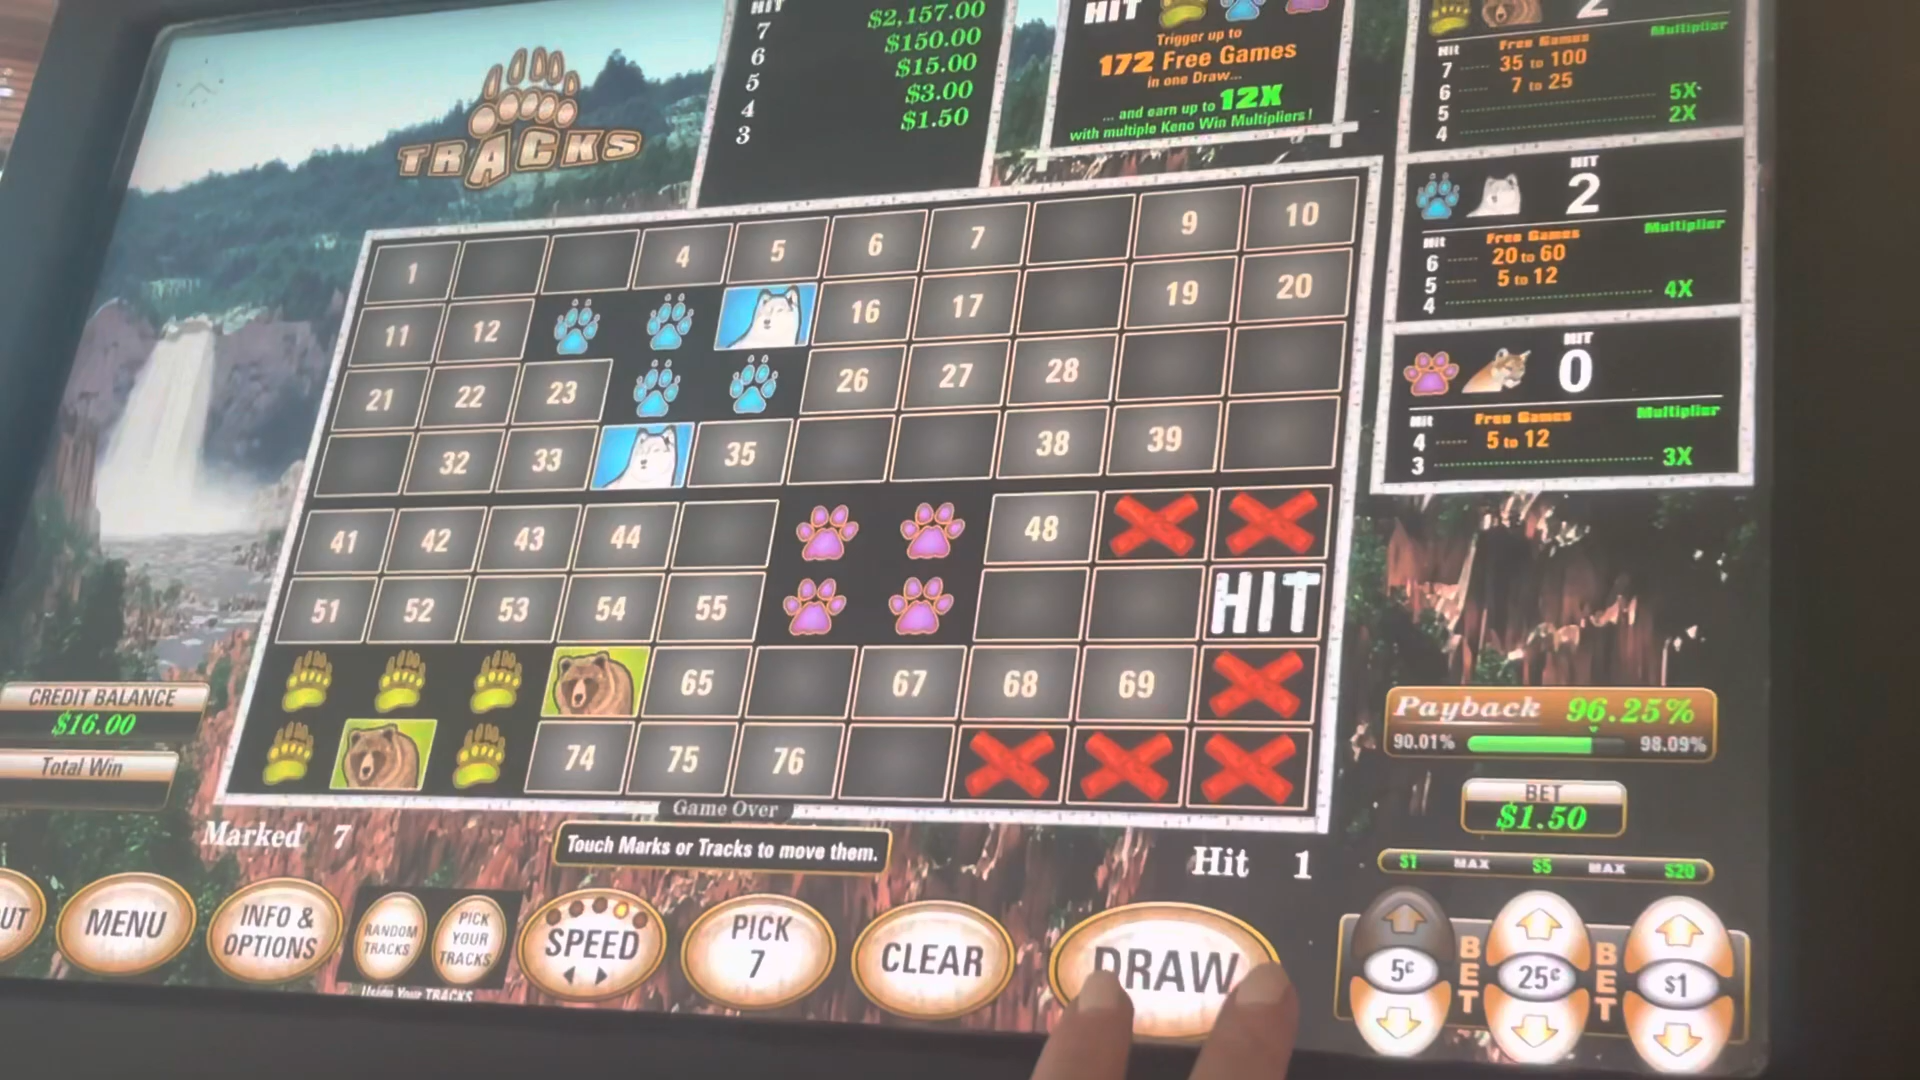 HIT
7 $2,157.00
6 $150.00
5 $15.00
4 $3.00
3 $1.50
HIT
Trigger up to
172 Free Games
in one Draw...
... and earn up to 12X
with multiple Keno Win Multipliers!
2
Hit Free Games Multiplier
7 35 to 100
6 7 to 25
5 5X
4 2X
HIT
2
Hit Free Games Multiplier
6 20 to 60
5 5 to 12
4 4X
HIT
0
Hit Free Games Multiplier
4 5 to 12
3 3X
TRACKS
1 4 5 6 7 9 10
11 12 16 17 19 20
21 22 23 26 27 28
32 33 35 38 39
41 42 43 44 48
51 52 53 54 55 HIT
65 67 68 69
74 75 76
CREDIT BALANCE
$16.00
Total Win
Payback 96.25%
90.01% 98.09%
BET
$1.50
Game Over
Marked 7
Touch Marks or Tracks to move them.
Hit 1
$1 MAX $5 MAX $20
UT
MENU
INFO &
OPTIONS
RANDOM
TRACKS
PICK
YOUR
TRACKS
SPEED
PICK
7
CLEAR
DRAW
5¢
BET
25¢
BET
$1